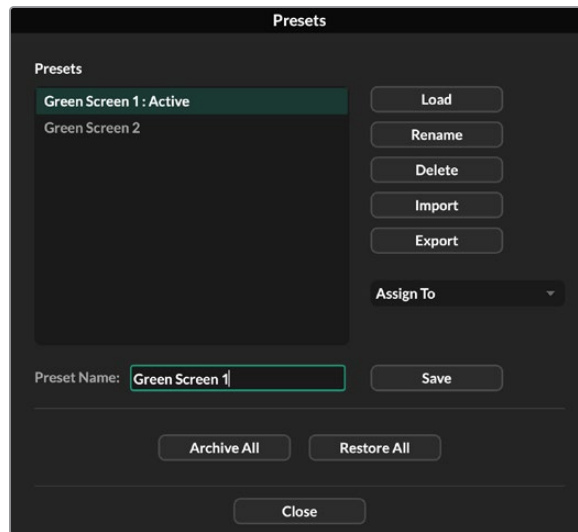 Presets
Presets
Green Screen 1 : Active
Green Screen 2
Load
Rename
Delete
Import
Export
Assign To
Preset Name: Green Screen 1
Save
Archive All
Restore All
Close